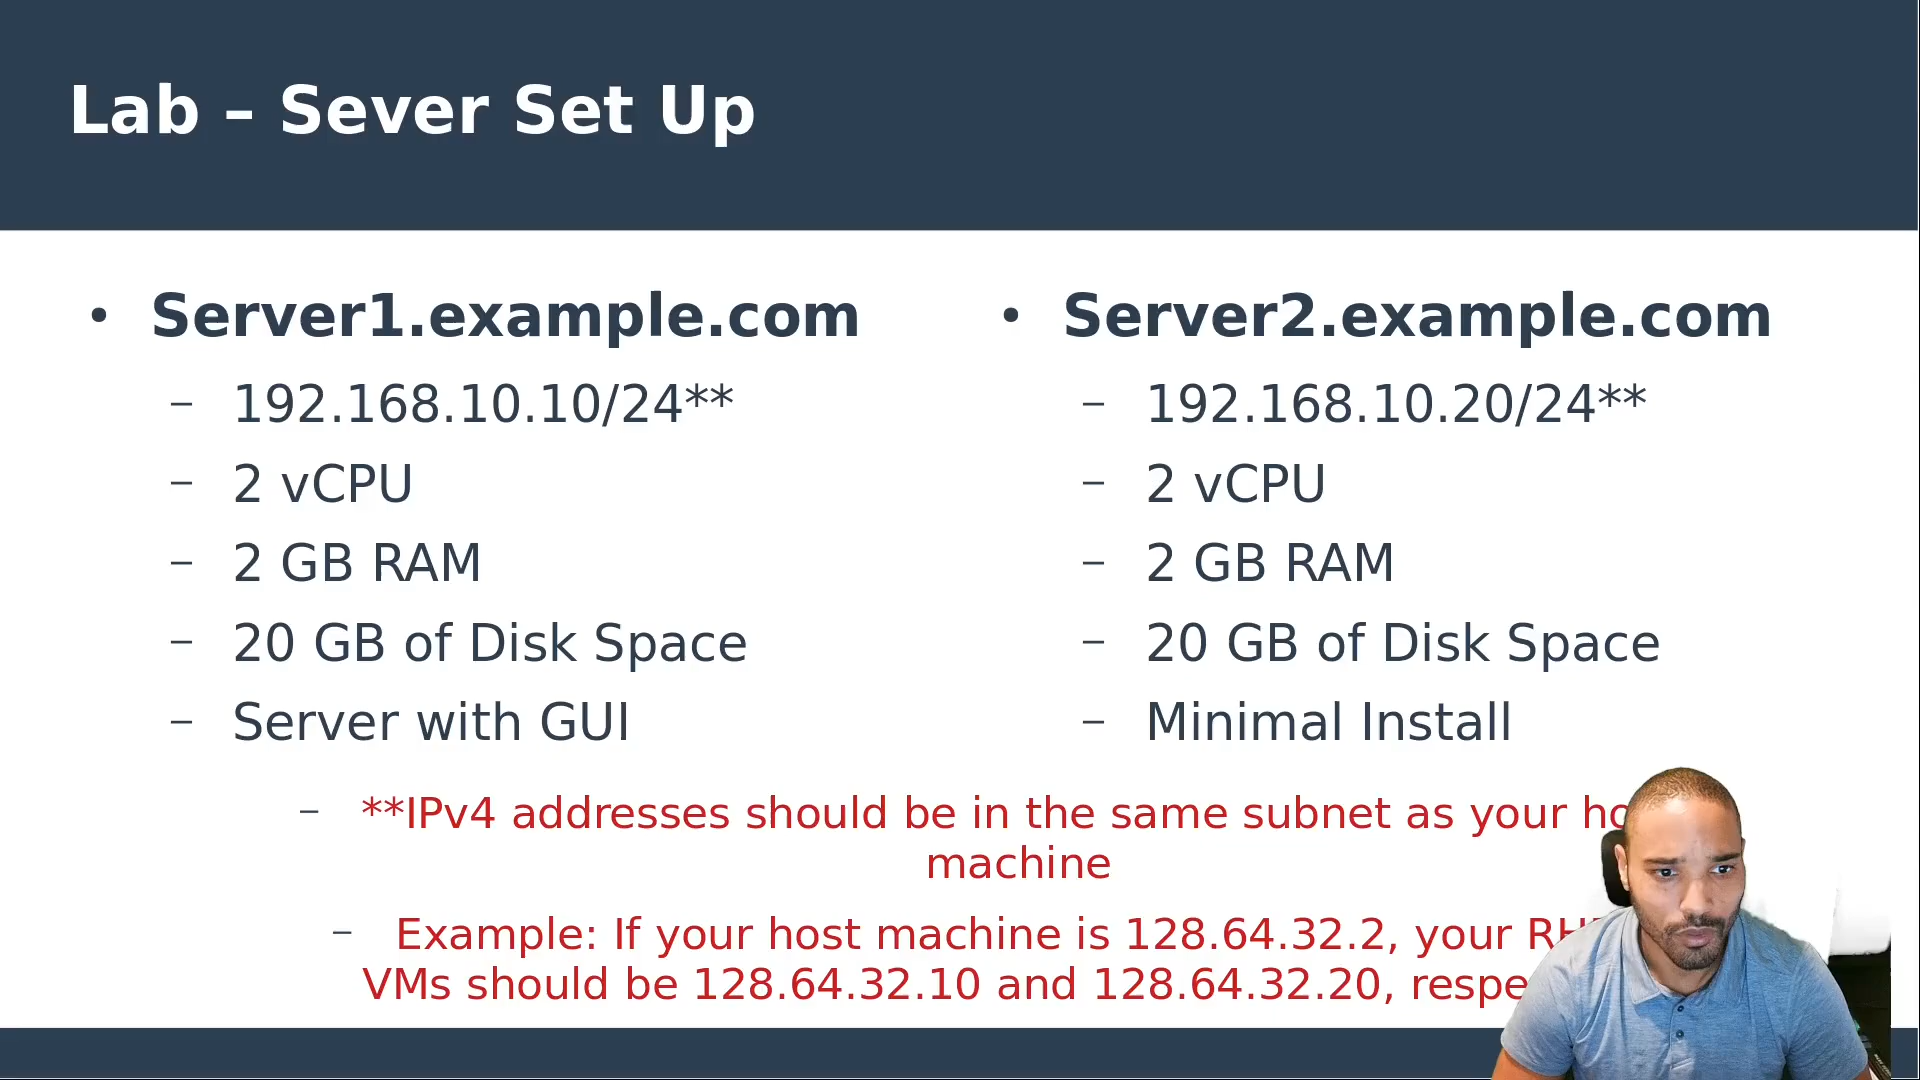 Lab – Sever Set Up
• Server1.example.com
– 192.168.10.10/24**
– 2 vCPU
– 2 GB RAM
– 20 GB of Disk Space
– Server with GUI
• Server2.example.com
– 192.168.10.20/24**
– 2 vCPU
– 2 GB RAM
– 20 GB of Disk Space
– Minimal Install
– **IPv4 addresses should be in the same subnet as your
machine
– Example: If your host machine is 128.64.32.2, your
VMs should be 128.64.32.10 and 128.64.32.20,